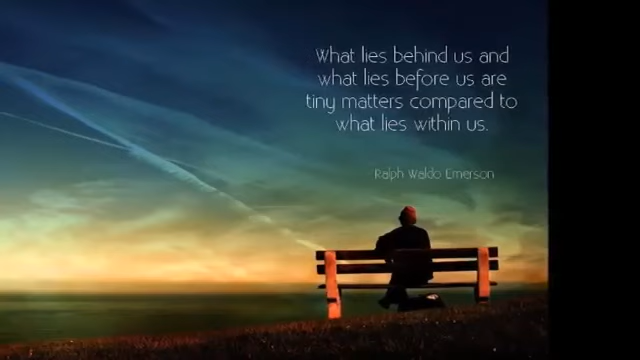 What lies behind us and
what lies before us are
tiny matters compared to
what lies within us.
Ralph Waldo Emerson